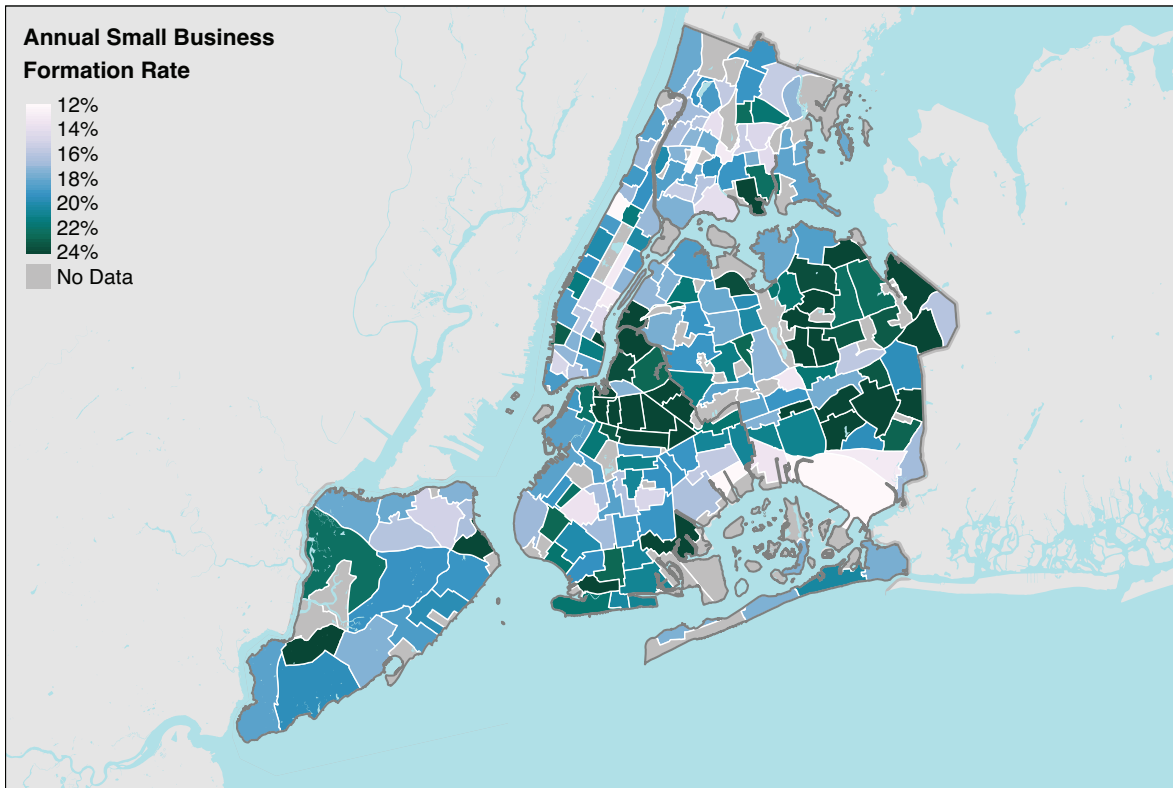 Annual Small Business
Formation Rate
12%
14%
16%
18%
20%
22%
24%
No Data